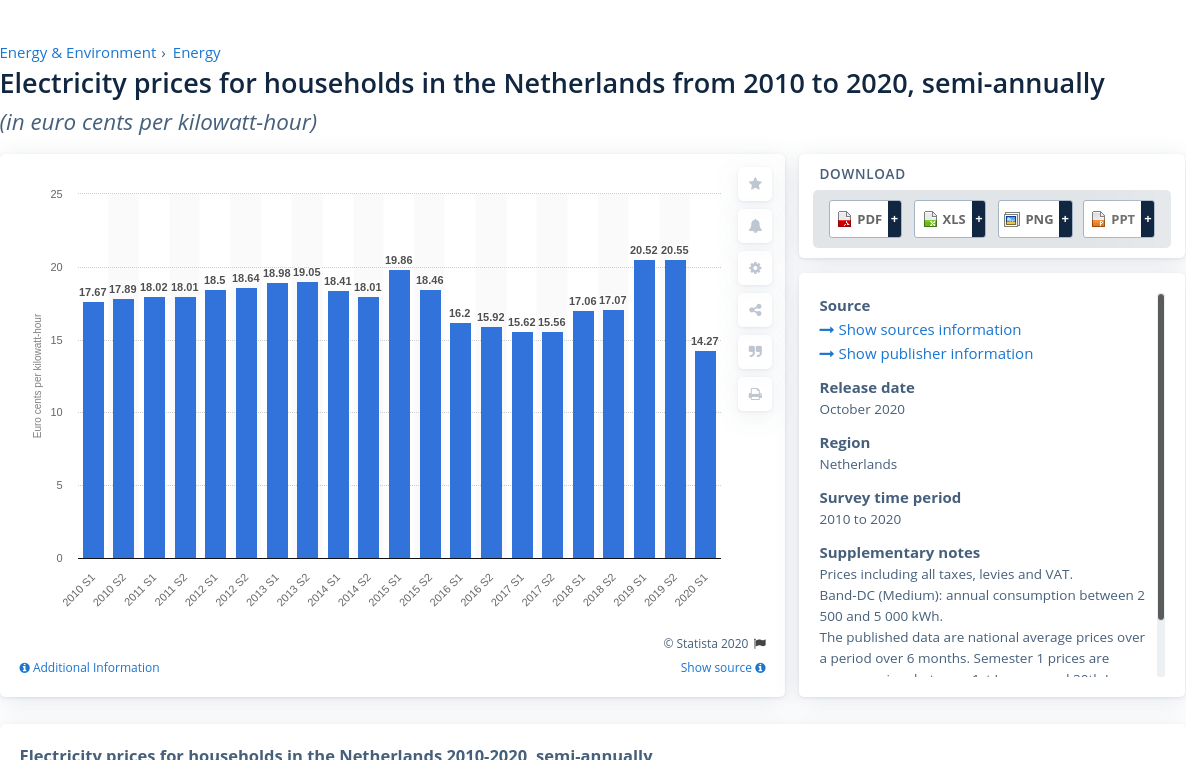 Energy & Environment › Energy
Electricity prices for households in the Netherlands from 2010 to 2020, semi-annually
(in euro cents per kilowatt-hour)
Euro cents per kilowatt-hour
25
20
15
10
5
0
17.67
17.89
18.02
18.01
18.5
18.64
18.98
19.05
18.41
18.01
19.86
18.46
16.2
15.92
15.62
15.56
17.06
17.07
20.52
20.55
14.27
2010 S1
2010 S2
2011 S1
2011 S2
2012 S1
2012 S2
2013 S1
2013 S2
2014 S1
2014 S2
2015 S1
2015 S2
2016 S1
2016 S2
2017 S1
2017 S2
2018 S1
2018 S2
2019 S1
2019 S2
2020 S1
© Statista 2020
Additional Information
Show source
DOWNLOAD
PDF + XLS + PNG + PPT +
Source
Show sources information
Show publisher information
Release date
October 2020
Region
Netherlands
Survey time period
2010 to 2020
Supplementary notes
Prices including all taxes, levies and VAT.
Band-DC (Medium): annual consumption between 2
500 and 5 000 kWh.
The published data are national average prices over
a period over 6 months. Semester 1 prices are
Electricity prices for households in the Netherlands 2010-2020, semi-annually